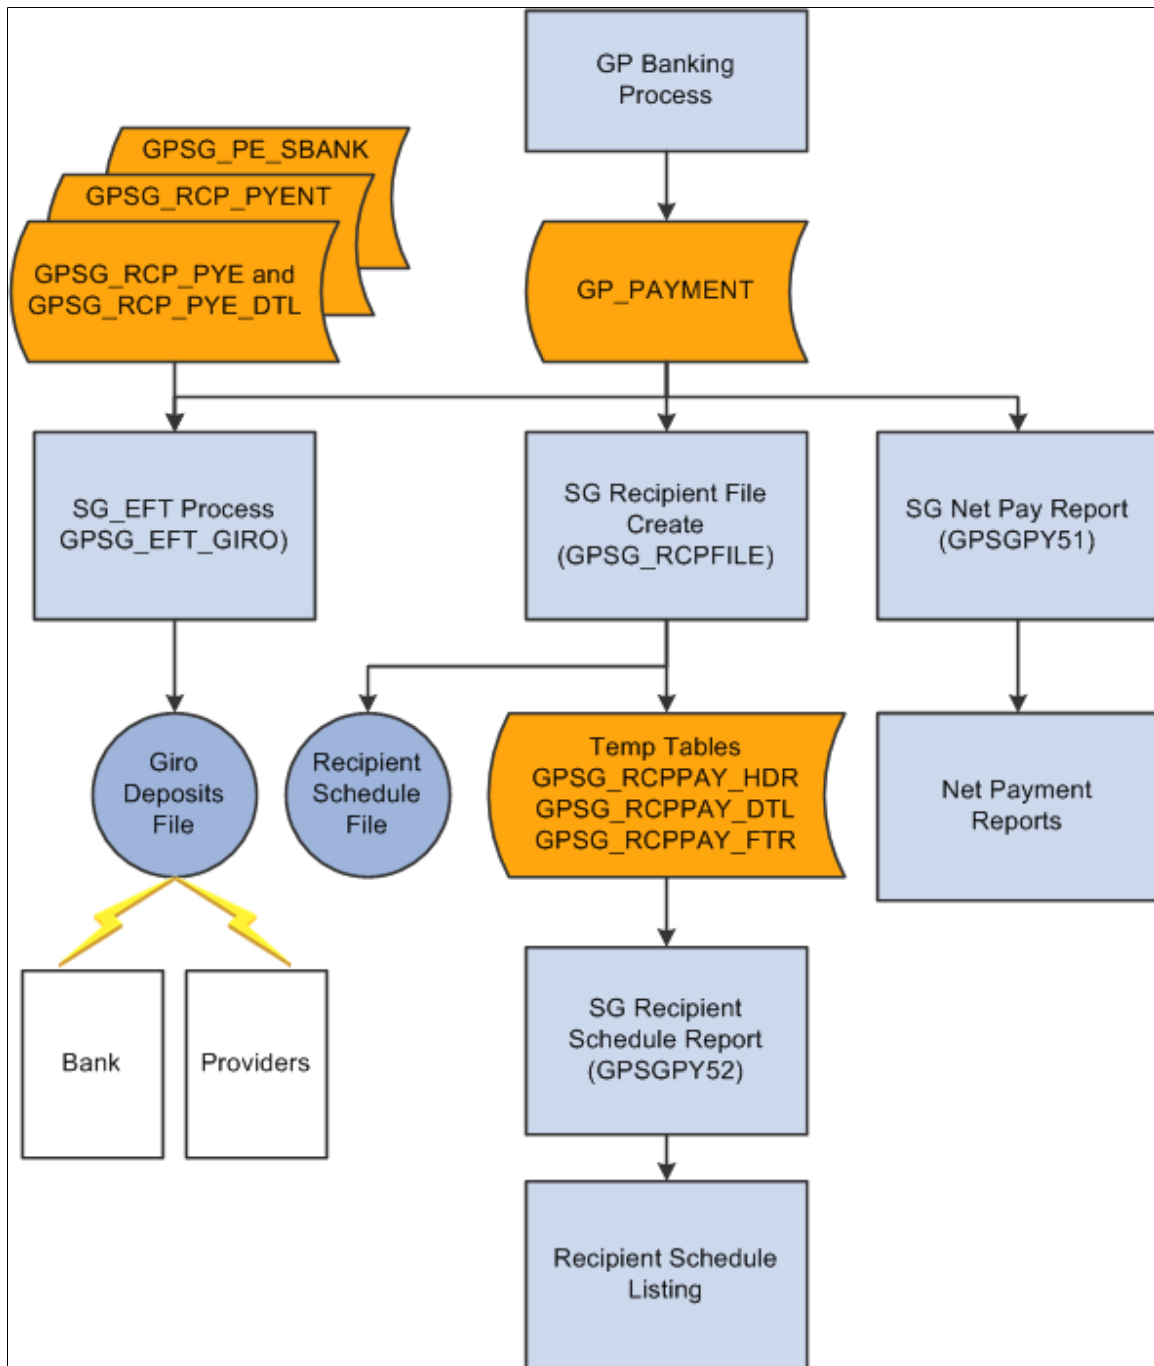 GP Banking
Process
GPSG_PE_SBANK
GPSG_RCP_PYENT
GPSG_RCP_PYE and
GPSG_RCP_PYE_DTL
GP_PAYMENT
SG_EFT Process
GPSG_EFT_GIRO)
SG Recipient File
Create
(GPSG_RCPFILE)
SG Net Pay Report
(GPSGPY51)
Giro
Deposits
File
Recipient
Schedule
File
Temp Tables
GPSG_RCPPAY_HDR
GPSG_RCPPAY_DTL
GPSG_RCPPAY_FTR
Net Payment
Reports
Bank
Providers
SG Recipient
Schedule Report
(GPSGPY52)
Recipient Schedule
Listing